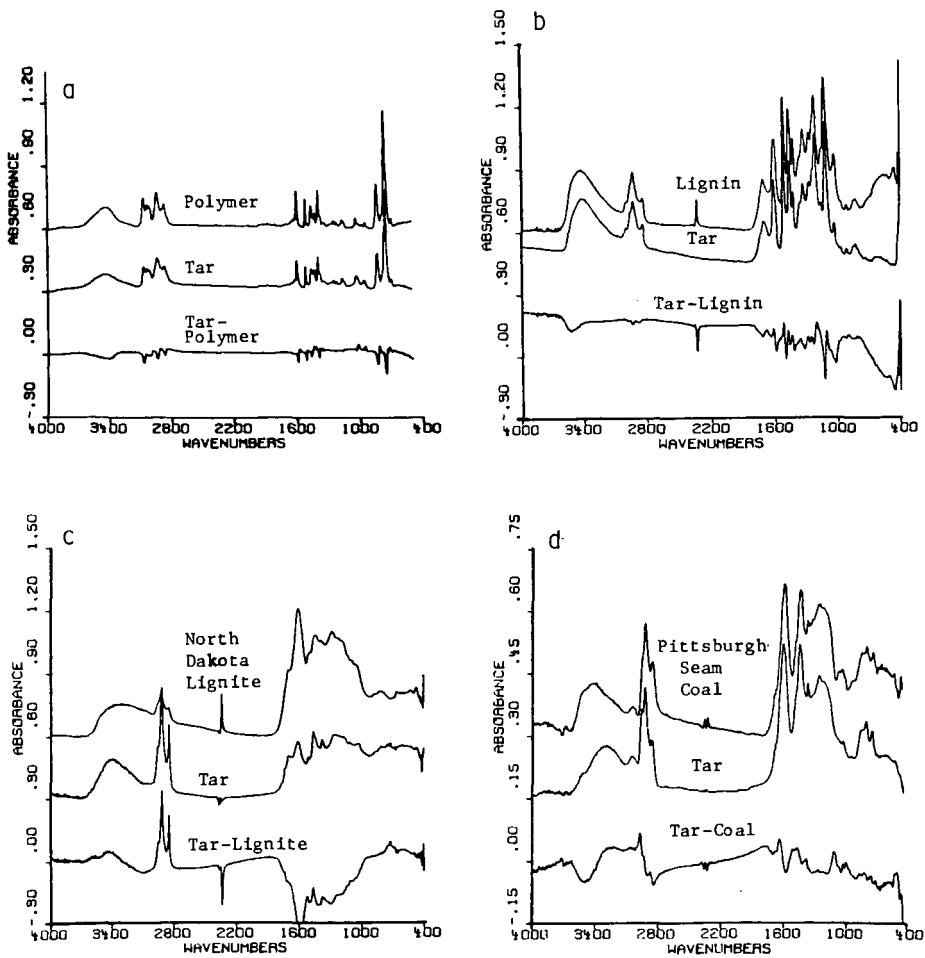 a
1.20
.90
.60
.30
.00
-.30
ABSORBANCE
Polymer
Tar
Tar-
Polymer
4000 3400 2800 2200 1600 1000 400
WAVENUMBERS
b
1.50
1.20
.90
.60
.30
.00
-.30
ABSORBANCE
Lignin
Tar
Tar-Lignin
4000 3400 2800 2200 1600 1000 400
WAVENUMBERS
c
1.50
1.20
.90
.60
.30
.00
-.30
ABSORBANCE
North
Dakota
Lignite
Tar
Tar-Lignite
4000 3400 2800 2200 1600 1000 400
WAVENUMBERS
d
.75
.60
.45
.30
.15
.00
-.15
ABSORBANCE
Pittsburgh
Seam
Coal
Tar
Tar-Coal
4000 3400 2800 2200 1600 1000 400
WAVENUMBERS